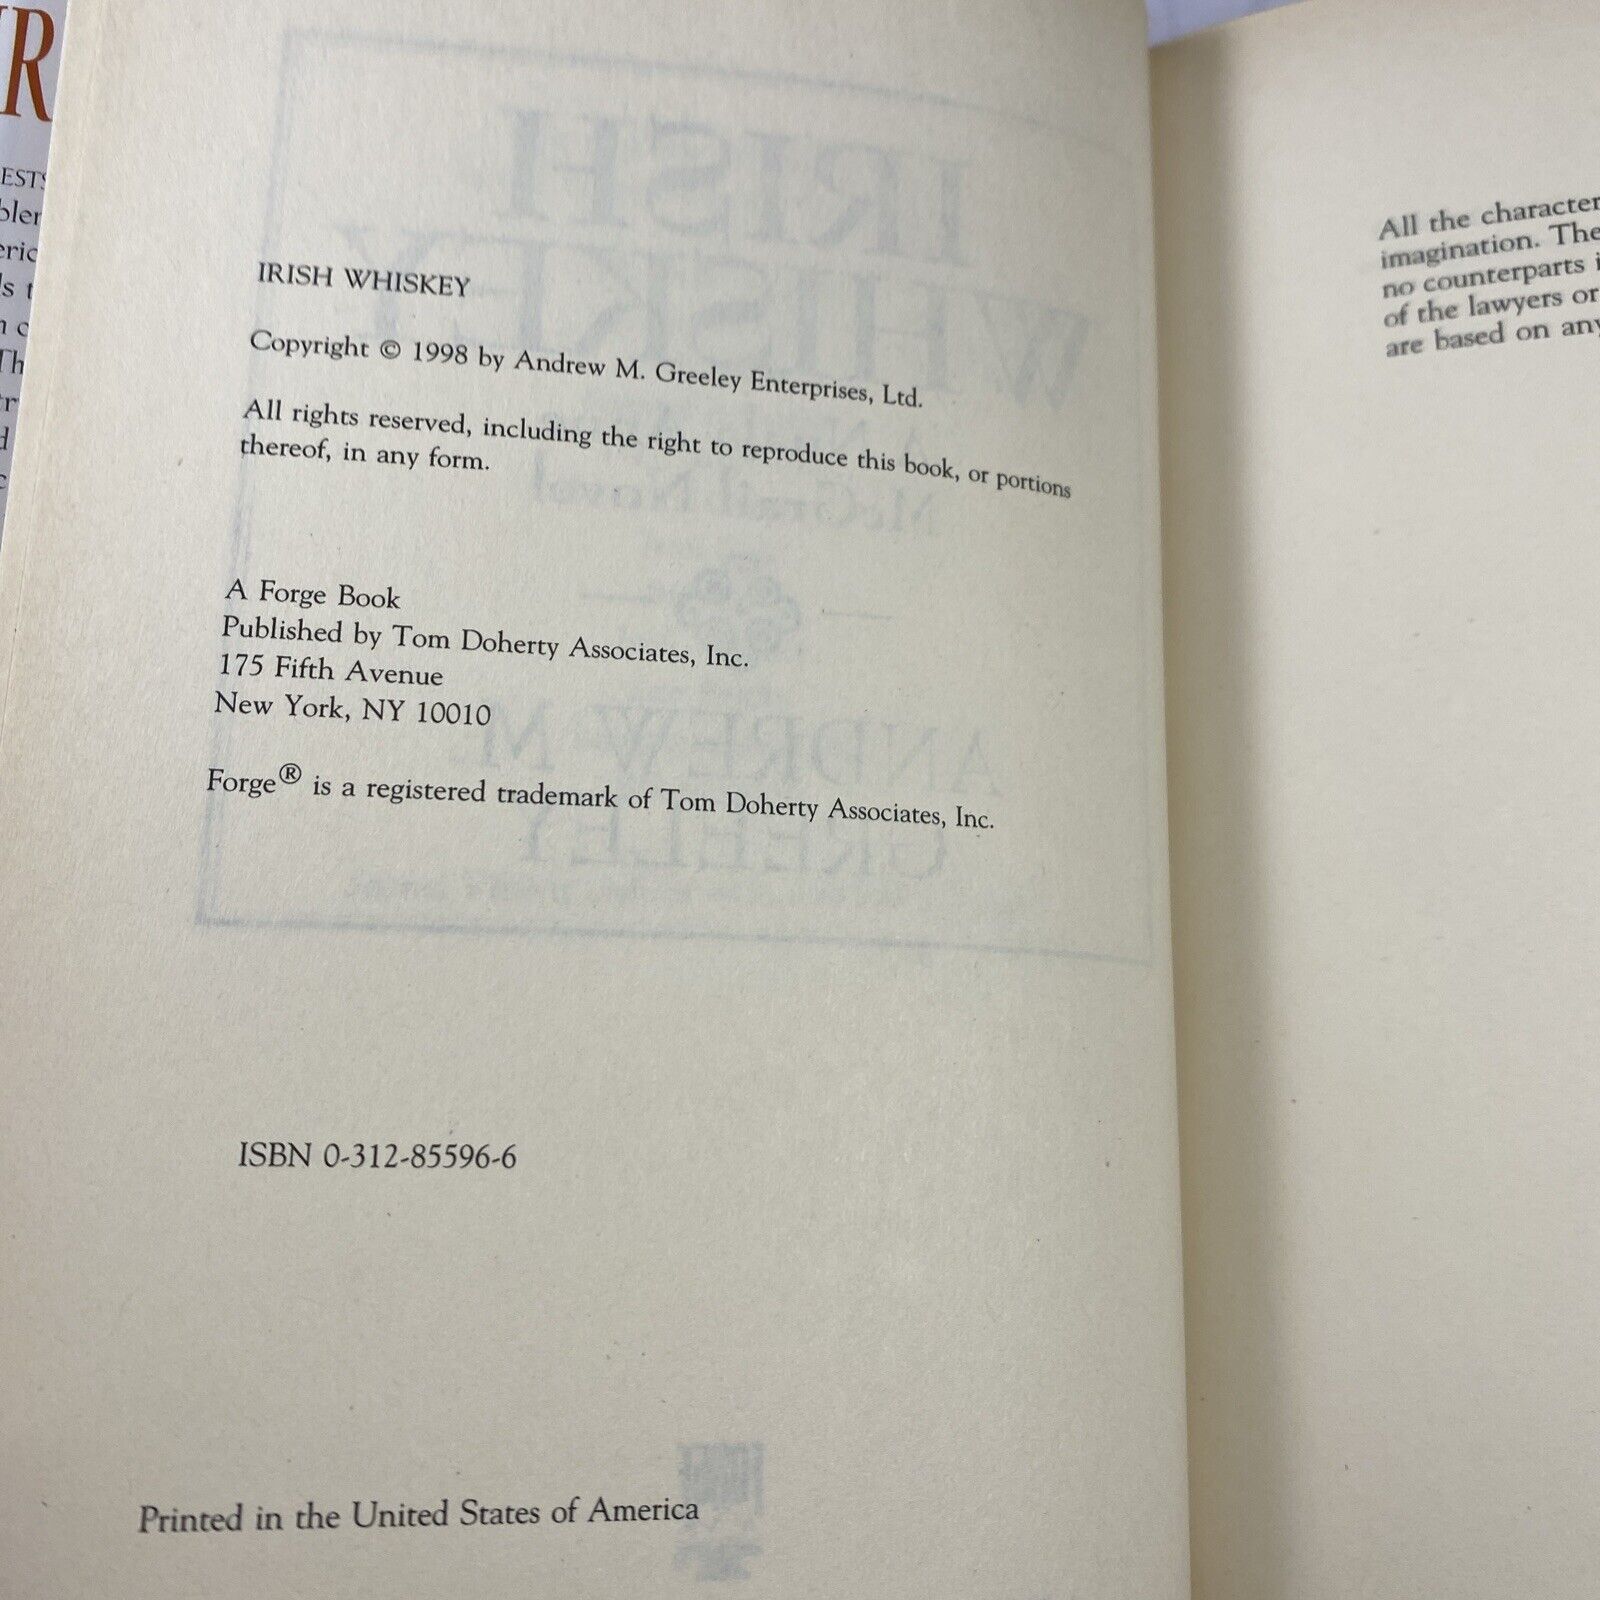 IRISH WHISKEY
Copyright © 1998 by Andrew M. Greeley Enterprises, Ltd.
All rights reserved, including the right to reproduce this book, or portions
thereof, in any form.
A Forge Book
Published by Tom Doherty Associates, Inc.
175 Fifth Avenue
New York, NY 10010
Forge® is a registered trademark of Tom Doherty Associates, Inc.
ISBN 0-312-85596-6
Printed in the United States of America
All the character
imagination. The
no counterparts i
of the lawyers or
are based on any